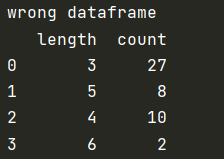 wrong dataframe
   length  count
0       3     27
1       5      8
2       4     10
3       6      2